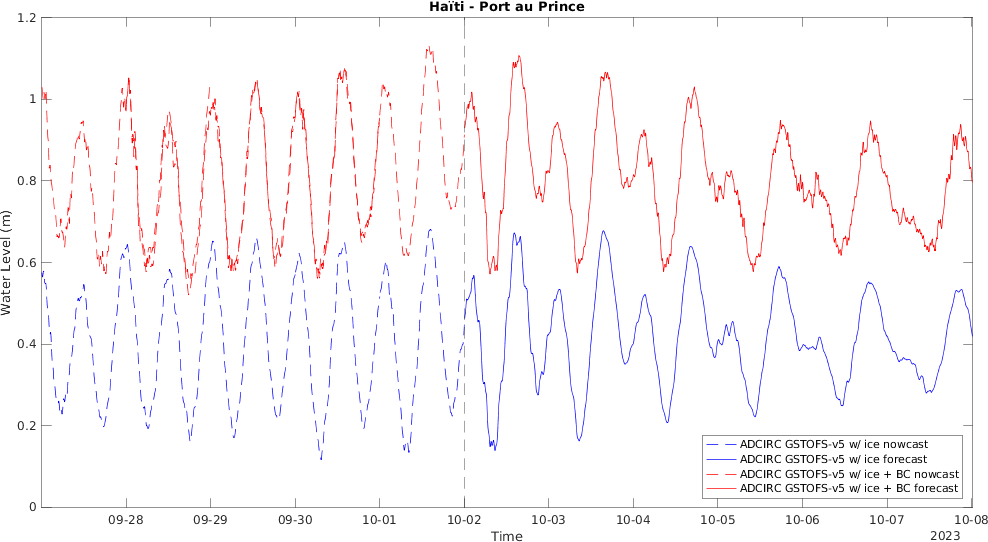 Haïti - Port au Prince
1.2
1
0.8
0.6
0.4
0.2
0
Water Level (m)
ADCIRC GSTOFS-v5 w/ ice nowcast
ADCIRC GSTOFS-v5 w/ ice forecast
ADCIRC GSTOFS-v5 w/ ice + BC nowcast
ADCIRC GSTOFS-v5 w/ ice + BC forecast
09-28 09-29 09-30 10-01 10-02 10-03 10-04 10-05 10-06 10-07 10-08
Time
2023